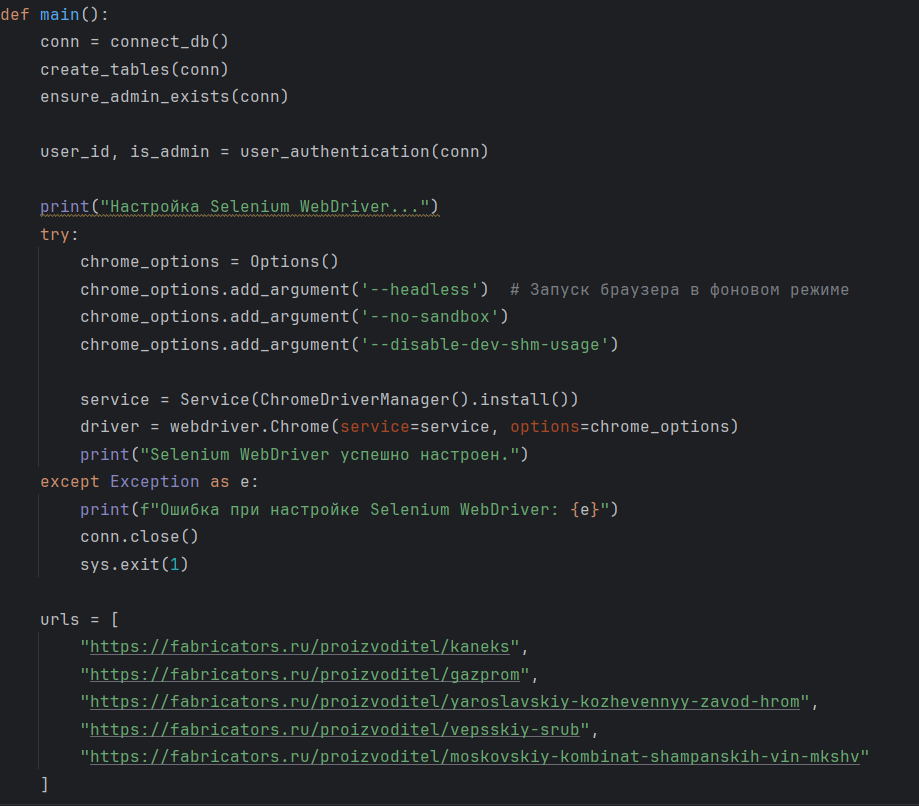 def main():
    conn = connect_db()
    create_tables(conn)
    ensure_admin_exists(conn)
    user_id, is_admin = user_authentication(conn)
    print("Настройка Selenium WebDriver...")
    try:
        chrome_options = Options()
        chrome_options.add_argument('--headless')  # Запуск браузера в фоновом режиме
        chrome_options.add_argument('--no-sandbox')
        chrome_options.add_argument('--disable-dev-shm-usage')
        service = Service(ChromeDriverManager().install())
        driver = webdriver.Chrome(service=service, options=chrome_options)
        print("Selenium WebDriver успешно настроен.")
    except Exception as e:
        print(f"Ошибка при настройке Selenium WebDriver: {e}")
        conn.close()
        sys.exit(1)
    urls = [
        "https://fabricators.ru/proizvoditel/kaneks",
        "https://fabricators.ru/proizvoditel/gazprom",
        "https://fabricators.ru/proizvoditel/yaroslavskiy-kozhevennyy-zavod-hrom",
        "https://fabricators.ru/proizvoditel/vepsskiy-srub",
        "https://fabricators.ru/proizvoditel/moskovskiy-kombinat-shampanskih-vin-mkshv"
    ]